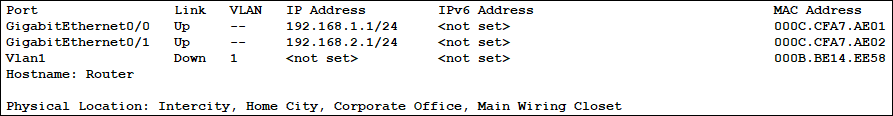 Port Link VLAN IP Address IPv6 Address MAC Address
GigabitEthernet0/0 Up -- 192.168.1.1/24 <not set> 000C.CFA7.AE01
GigabitEthernet0/1 Up -- 192.168.2.1/24 <not set> 000C.CFA7.AE02
Vlan1 Down 1 <not set> <not set> 000B.BE14.EE58
Hostname: Router
Physical Location: Intercity, Home City, Corporate Office, Main Wiring Closet